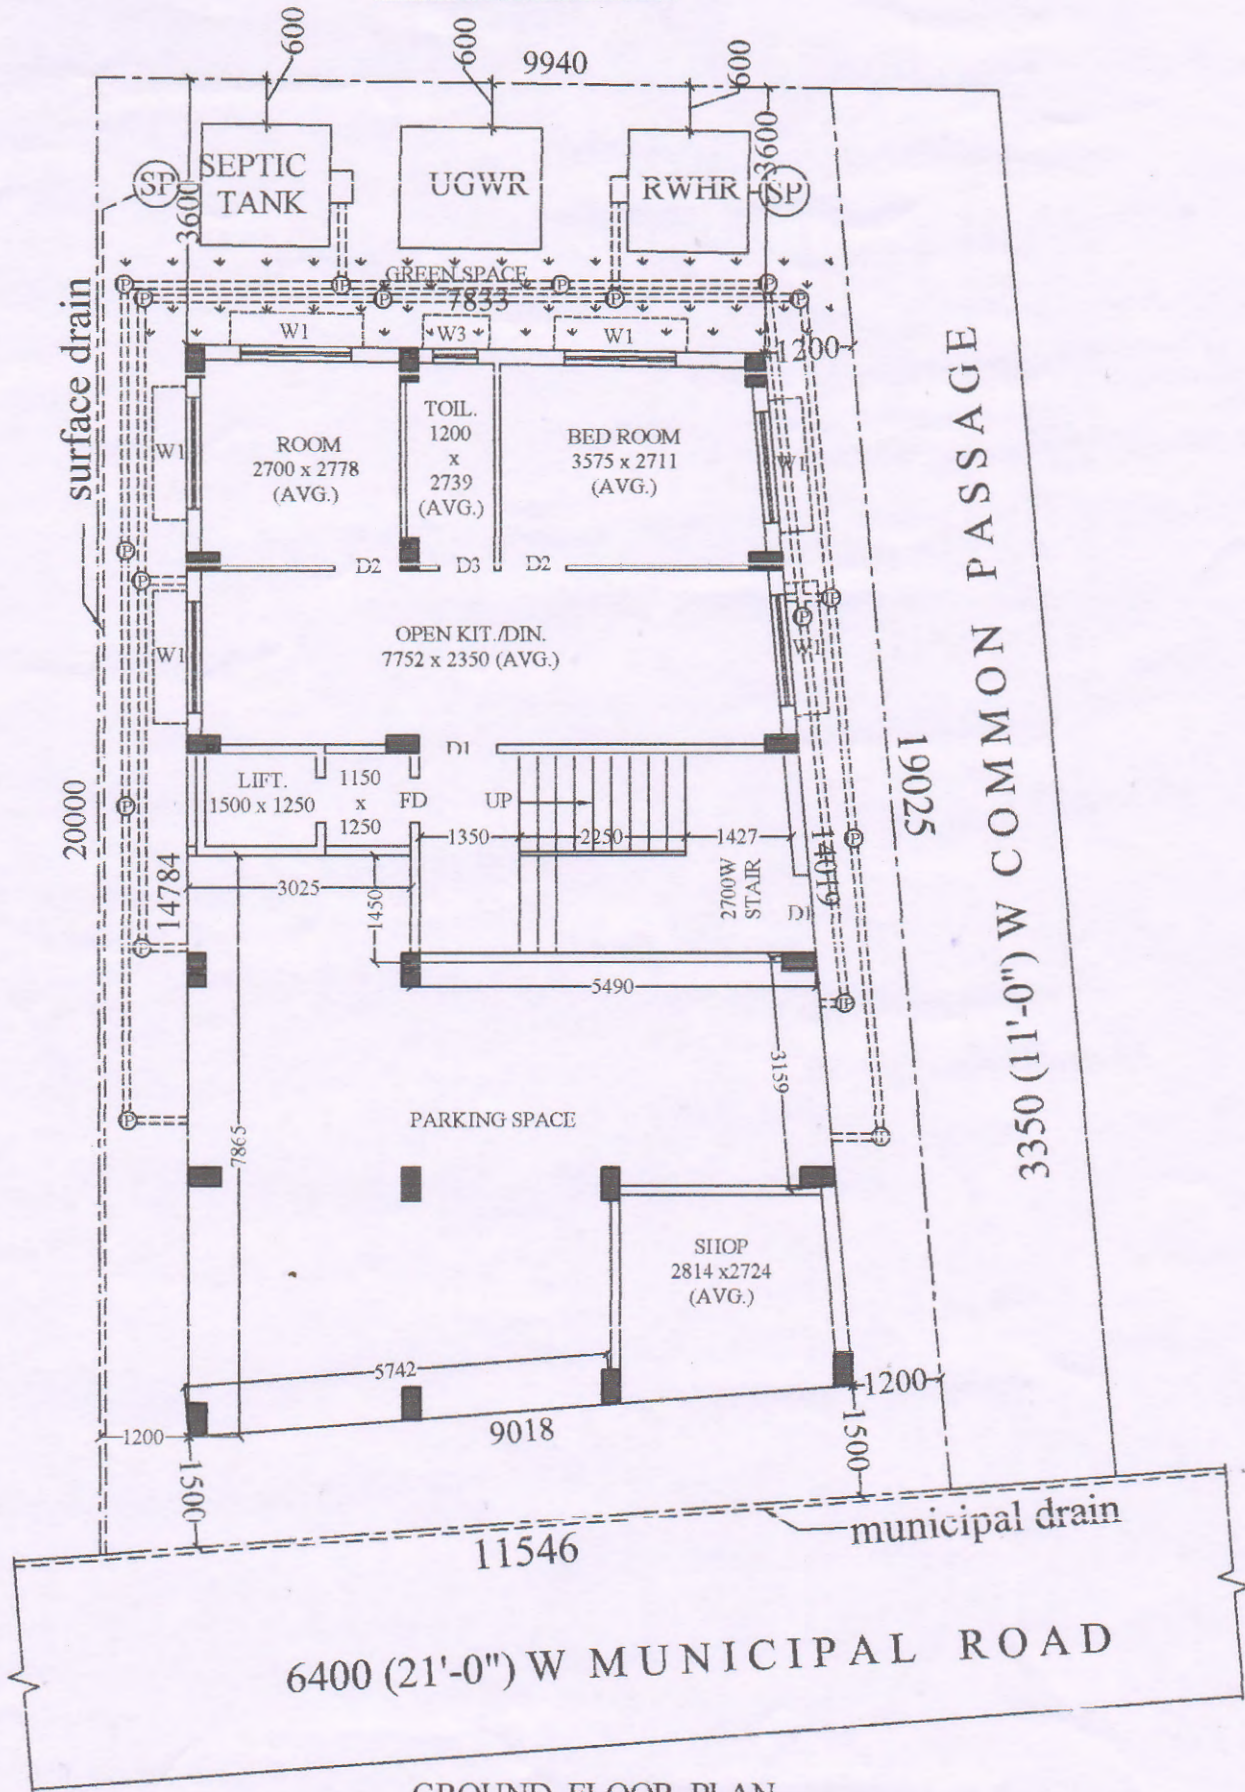 600
600
9940
600
SEPTIC
TANK
UGWR
RWHR
SP
SP
3600
3600
GREEN SPACE
7833
W1
W3
W1
1200
surface drain
W1
ROOM
2700 x 2778
(AVG.)
TOIL.
1200
x
2739
(AVG.)
BED ROOM
3575 x 2711
(AVG.)
W1
D2
D3
D2
W1
OPEN KIT./DIN.
7752 x 2350 (AVG.)
W1
D1
LIFT.
1500 x 1250
1150
x
1250
FD
UP
1350
2250
1427
20000
14784
3025
1450
2700W
STAIR
14019
D1
19025
3350 (11'-0") W COMMON PASSAGE
5490
3159
PARKING SPACE
7865
SHOP
2814 x2724
(AVG.)
5742
9018
1200
1200
1500
1500
11546
municipal drain
6400 (21'-0") W MUNICIPAL ROAD
GROUND FLOOR PLAN
P
P
IP
P
P
P
P
P
P
P
P
IP
P
P
P
IP
P
P